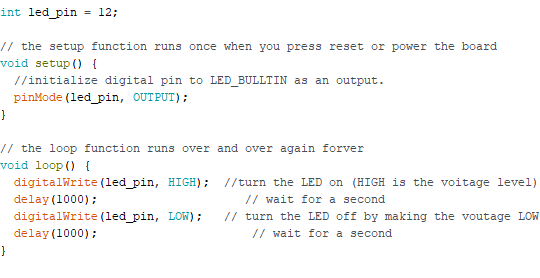 int led_pin = 12;
// the setup function runs once when you press reset or power the board
void setup() {
//initialize digital pin to LED_BULLTIN as an output.
pinMode(led_pin, OUTPUT);
}
// the loop function runs over and over again forver
void loop() {
digitalWrite(led_pin, HIGH); //turn the LED on (HIGH is the voitage level)
delay(1000); // wait for a second
digitalWrite(led_pin, LOW); // turn the LED off by making the voutage LOW
delay(1000); // wait for a second
}